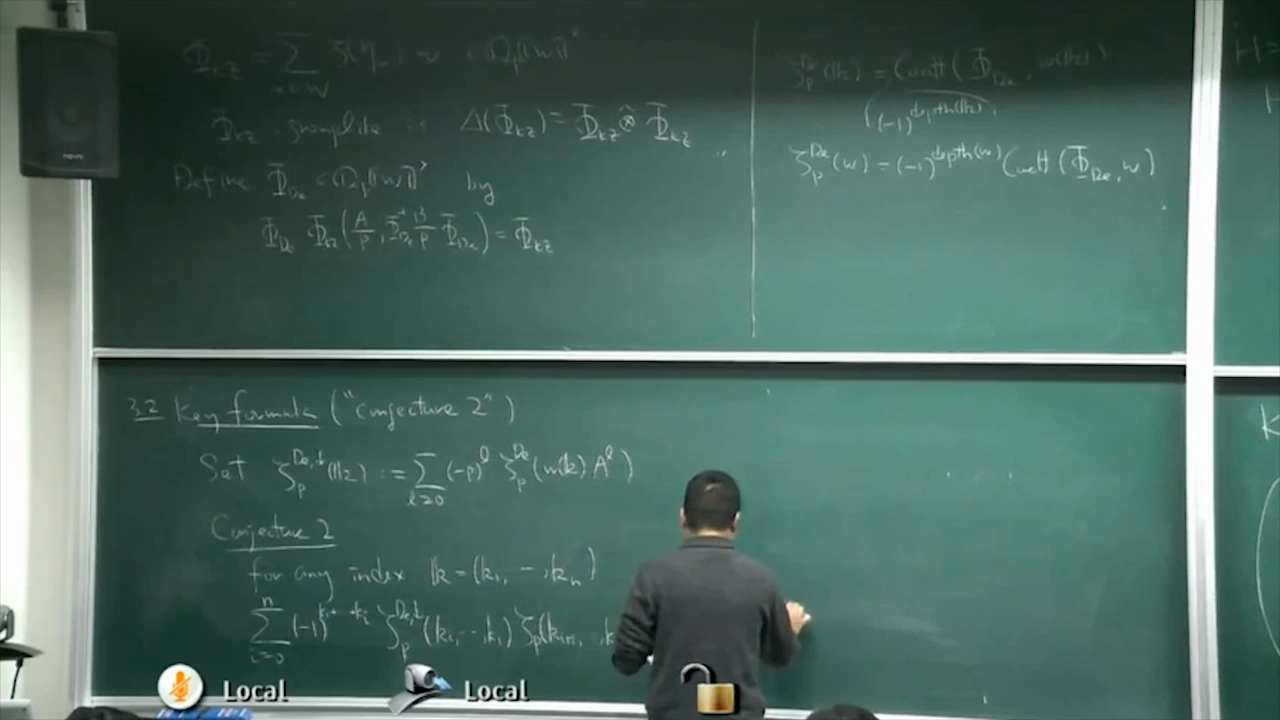 Φ_KZ = Σ_{w∈W} ζ(w) w ∈ Q_p⟪W⟫^×
Φ_KZ grouplike i.e. Δ(Φ_KZ) = Φ_KZ ⊗̂ Φ_KZ
Define Φ_De ∈ Q_p⟪W⟫^× by
Φ_De Φ_KZ(A/p, Φ_De^{-1} B/p Φ_De) = Φ_KZ
ζ_p^De(𝕜) = Coeff(Φ_De, w(𝕜))
(-1)^{depth(𝕜)}
ζ_p^De(w) = (-1)^{depth(w)} Coeff(Φ_De, w)
3.2 Key formula ("conjecture 2")
Set ζ_p^{De,♮}(𝕜) := Σ_{l≥0} (-p)^l ζ_p^De(w(𝕜) A^l)
Conjecture 2
for any index 𝕜 = (k_1, -, k_n)
Σ_{i=0}^n (-1)^{k_1+--+k_i} ζ_p^{De,♮}(k_i, --, k_1) ζ_p(k_{i+1}, --, k
Local
Local